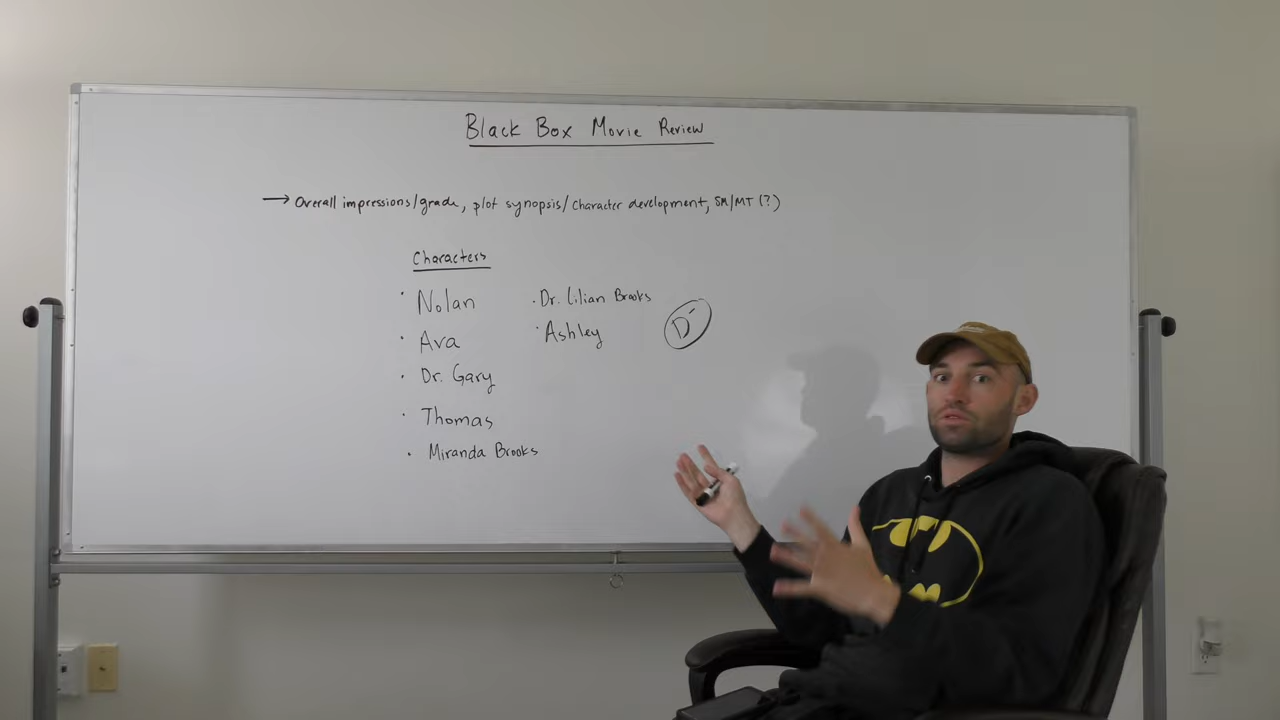 Black Box Movie Review
→ Overall impressions/grade, plot synopsis/character development, SM/MT (?)
Characters
· Nolan
· Ava
· Dr. Gary
· Thomas
· Miranda Brooks
· Dr. Lilian Brooks
· Ashley
D-